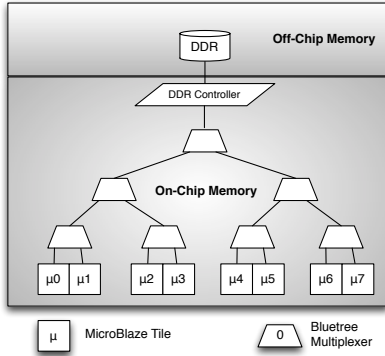 Off-Chip Memory
DDR
DDR Controller
On-Chip Memory
μ0 μ1 μ2 μ3 μ4 μ5 μ6 μ7
μ MicroBlaze Tile
0 Bluetree
Multiplexer